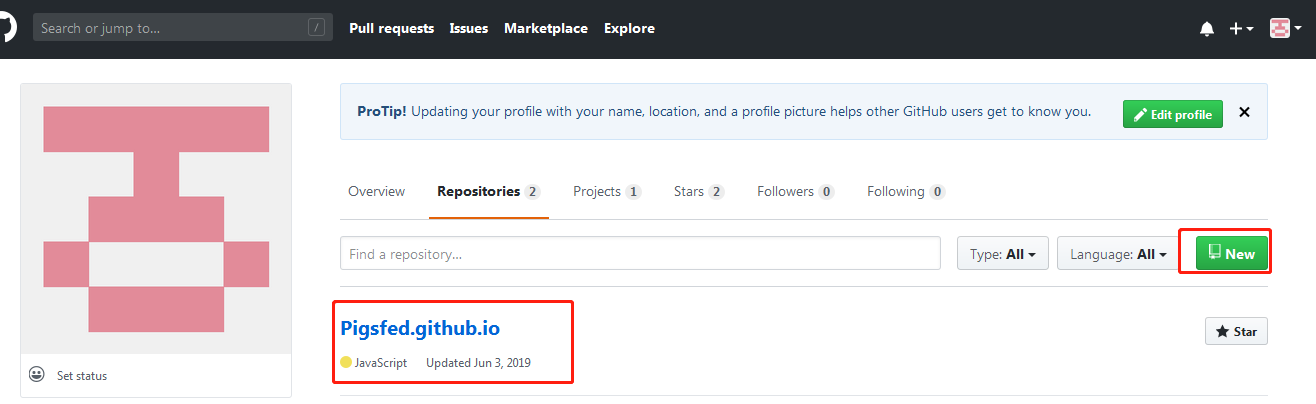 Search or jump to... / Pull requests Issues Marketplace Explore
ProTip! Updating your profile with your name, location, and a profile picture helps other GitHub users get to know you. Edit profile
Overview Repositories 2 Projects 1 Stars 2 Followers 0 Following 0
Find a repository... Type: All Language: All New
Pigsfed.github.io
Star
JavaScript Updated Jun 3, 2019
Set status